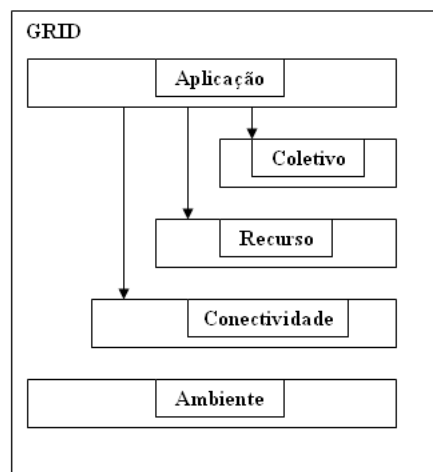 GRID
Aplicação
Coletivo
Recurso
Conectividade
Ambiente